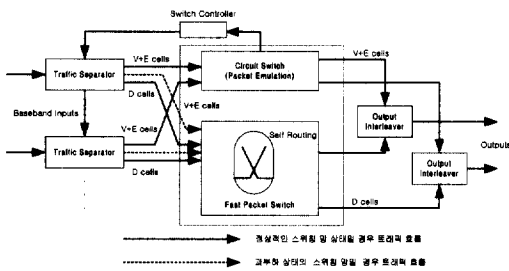 Switch Controller
V+E cells
V+E cells
Traffic Separator
Circuit Switch
(Packet Emulation)
D cells
V+E cells
Baseband Inputs
Output
Interleaver
V+E cells
Self Routing
Traffic Separator
Output
Interleaver
Outputs
D cells
Fast Packet Switch
D cells
정상적인 스위칭 망 상태일 경우 트래픽 흐름
과부하 상태의 스위칭 망일 경우 트래픽 흐름